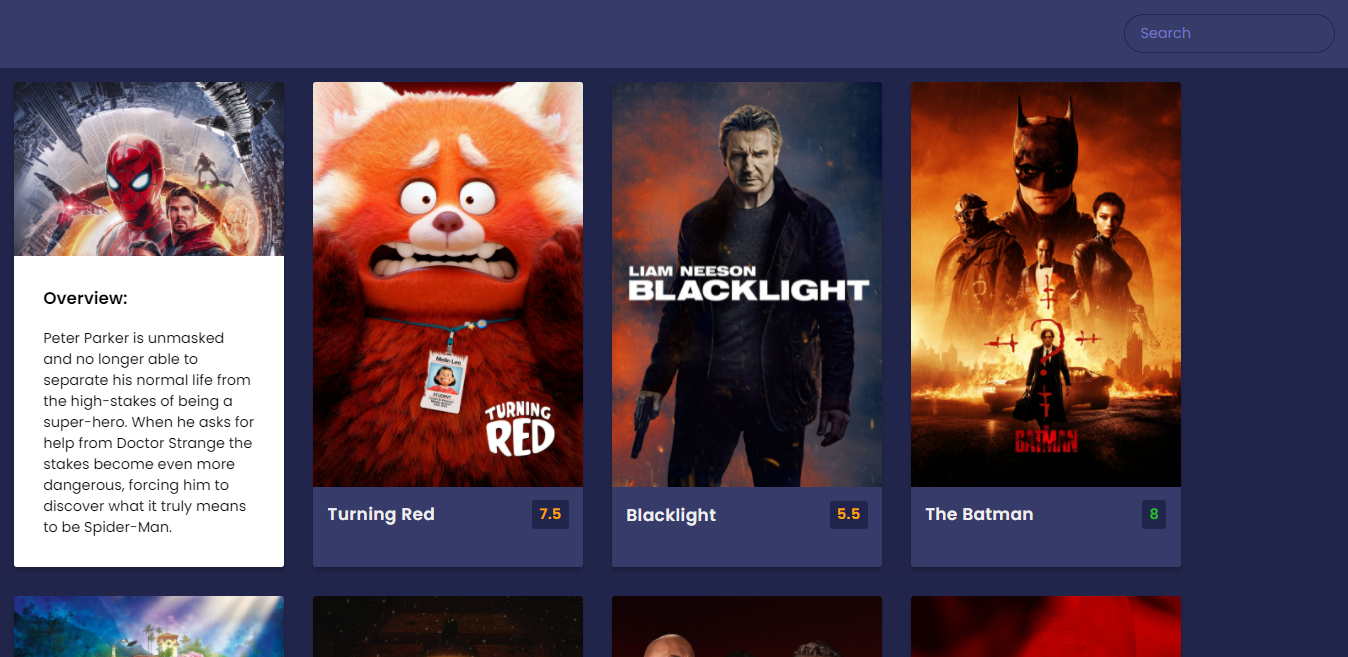 Search
Overview:
Peter Parker is unmasked
and no longer able to
separate his normal life from
the high-stakes of being a
super-hero. When he asks for
help from Doctor Strange the
stakes become even more
dangerous, forcing him to
discover what it truly means
to be Spider-Man.
Meilin Lee
STUDENT
TURNING
RED
Turning Red
7.5
LIAM NEESON
BLACKLIGHT
Blacklight
5.5
BATMAN
The Batman
8